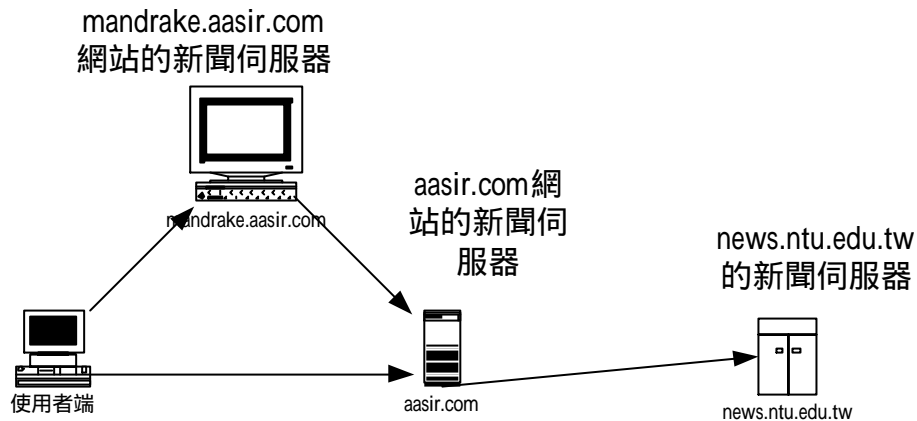 mandrake.aasir.com
網站的新聞伺服器
mandrake.aasir.com
aasir.com網
站的新聞伺
服器
news.ntu.edu.tw
的新聞伺服器
使用者端
aasir.com
news.ntu.edu.tw